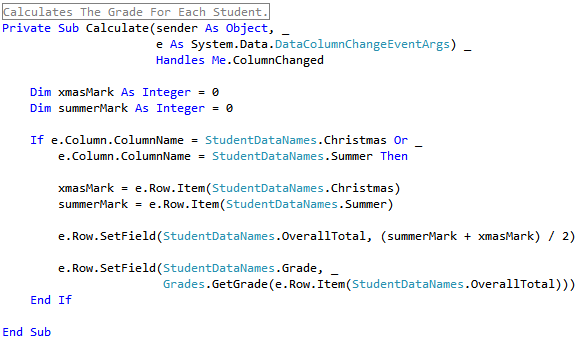 Calculates The Grade For Each Student.
Private Sub Calculate(sender As Object, _
                      e As System.Data.DataColumnChangeEventArgs) _
                      Handles Me.ColumnChanged
    Dim xmasMark As Integer = 0
    Dim summerMark As Integer = 0
    If e.Column.ColumnName = StudentDataNames.Christmas Or _
        e.Column.ColumnName = StudentDataNames.Summer Then
        xmasMark = e.Row.Item(StudentDataNames.Christmas)
        summerMark = e.Row.Item(StudentDataNames.Summer)
        e.Row.SetField(StudentDataNames.OverallTotal, (summerMark + xmasMark) / 2)
        e.Row.SetField(StudentDataNames.Grade, _
                       Grades.GetGrade(e.Row.Item(StudentDataNames.OverallTotal)))
    End If
End Sub